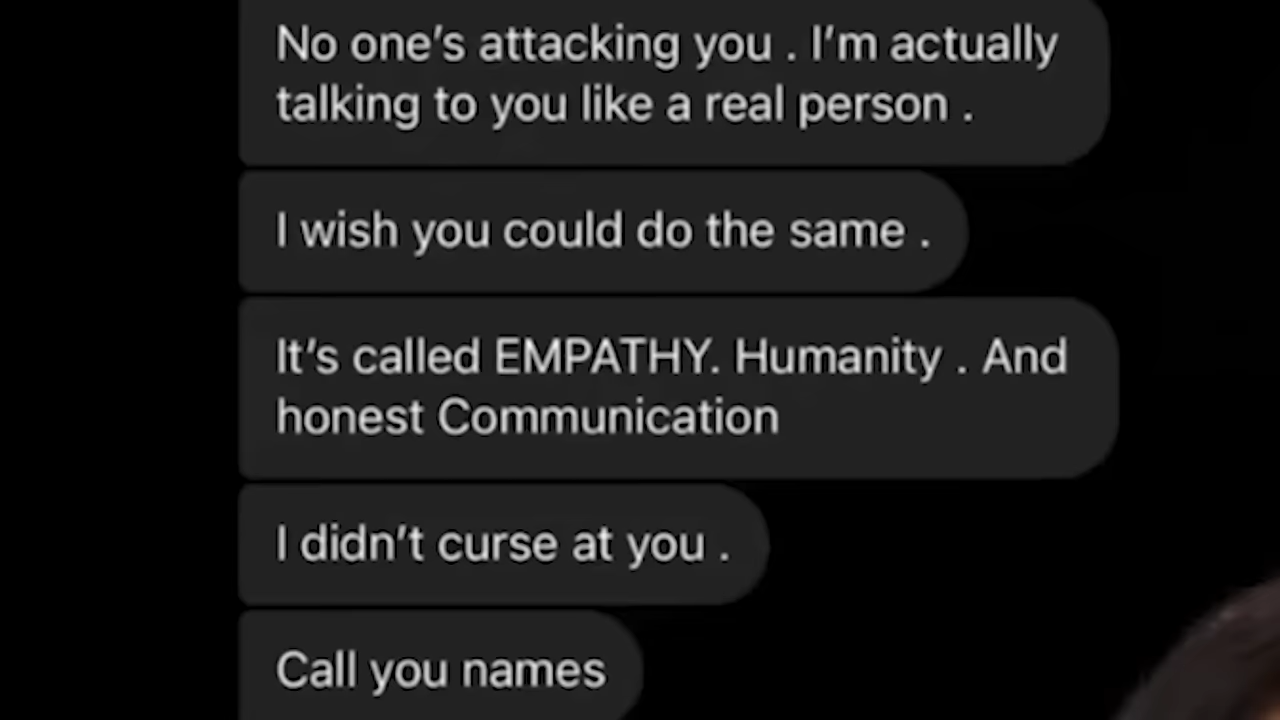 No one’s attacking you . I’m actually
talking to you like a real person .
I wish you could do the same .
It’s called EMPATHY. Humanity . And
honest Communication
I didn’t curse at you .
Call you names